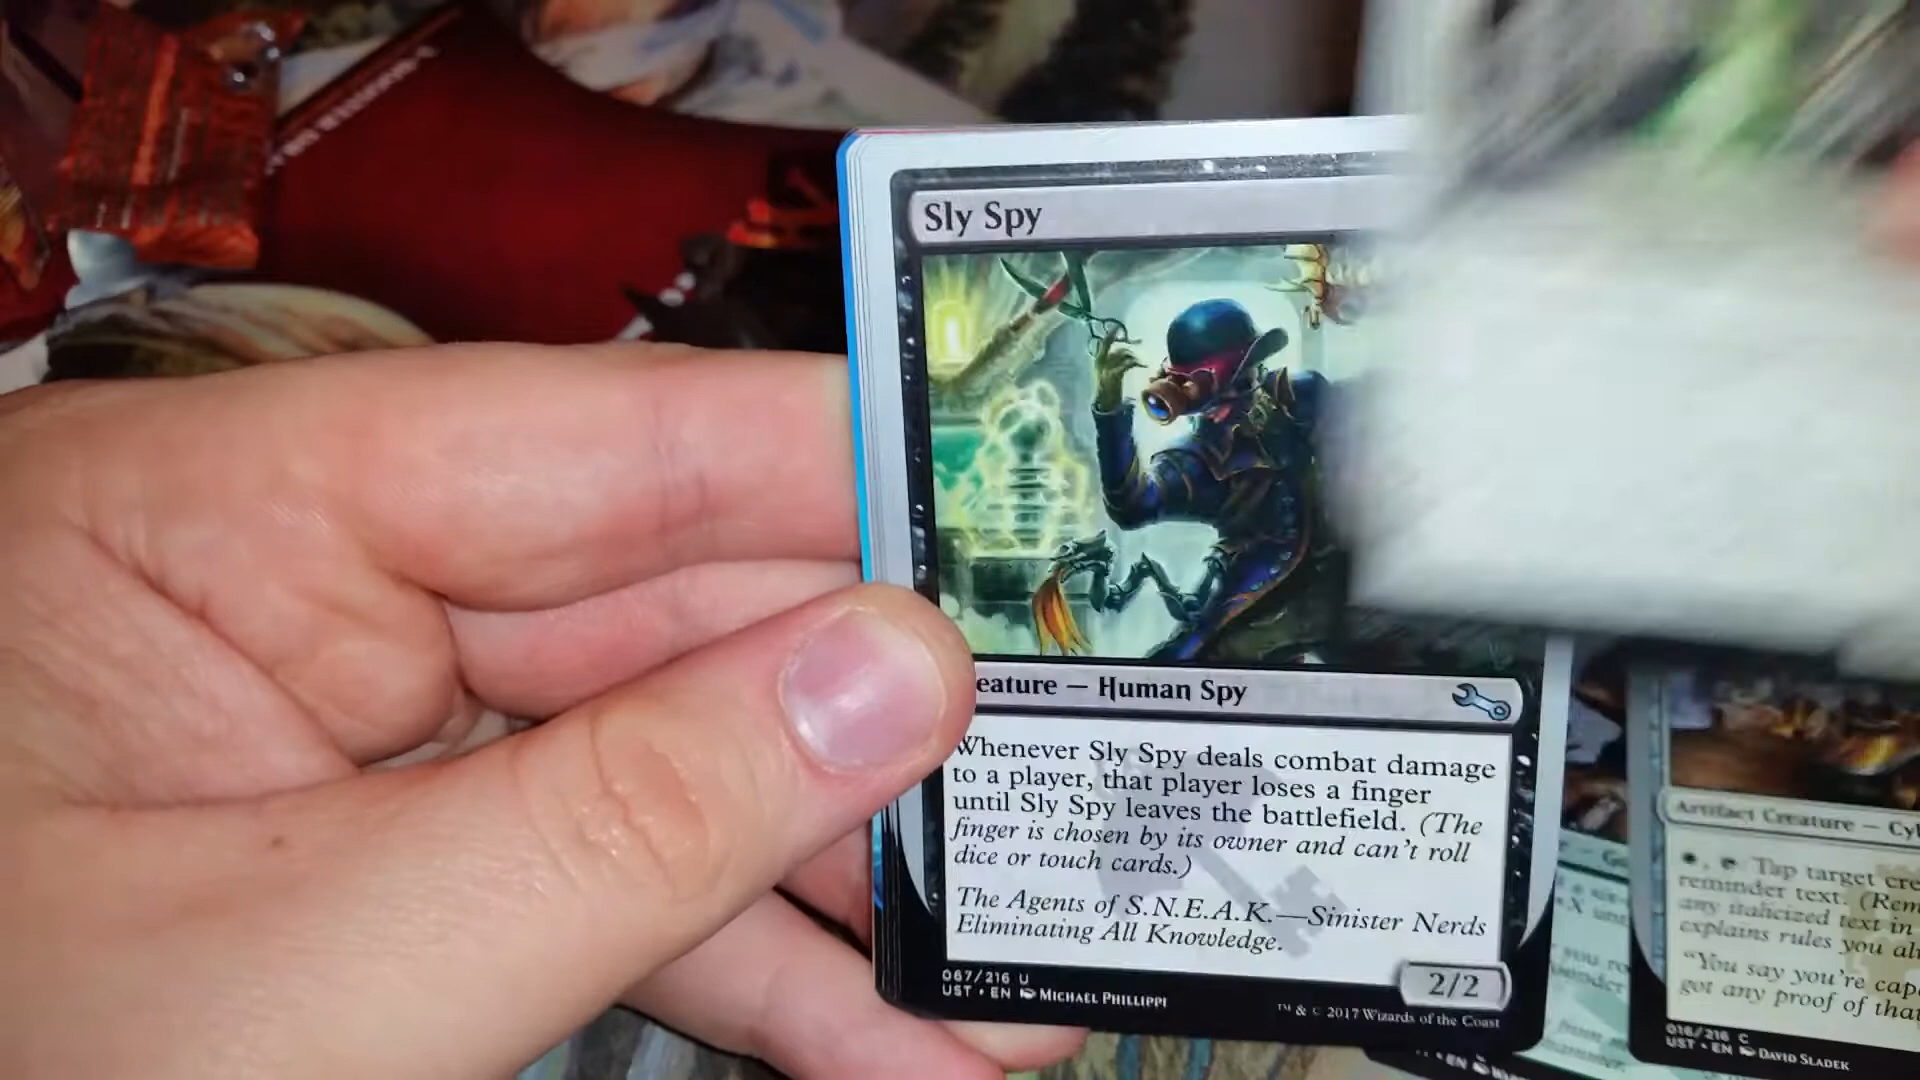 Sly Spy
eature — Human Spy
Whenever Sly Spy deals combat damage
to a player, that player loses a finger
until Sly Spy leaves the battlefield. (The
finger is chosen by its owner and can't roll
dice or touch cards.)
The Agents of S.N.E.A.K.—Sinister Nerds
Eliminating All Knowledge.
2/2
067/216 U
UST • EN MICHAEL PHILLIPPI
™ & © 2017 Wizards of the Coast
Artifact Creature — Cy
Tap target cre
reminder text. (Rem
any italicized text in
explains rules you al
"You say you're cap
got any proof of that
016/216 C
UST • EN DAVID SLADEK